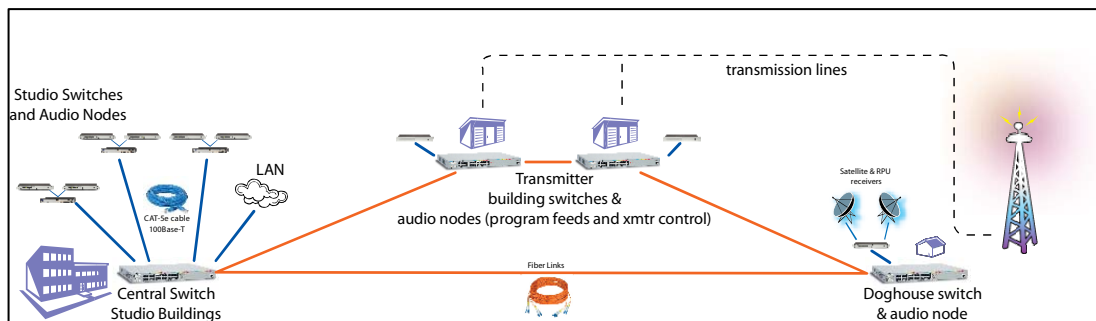 transmission lines
Studio Switches
and Audio Nodes
LAN
CAT-5e cable
100Base-T
Transmitter
building switches &
audio nodes (program feeds and xmtr control)
Satellite & RPU
receivers
Fiber Links
Central Switch
Studio Buildings
Doghouse switch
& audio node